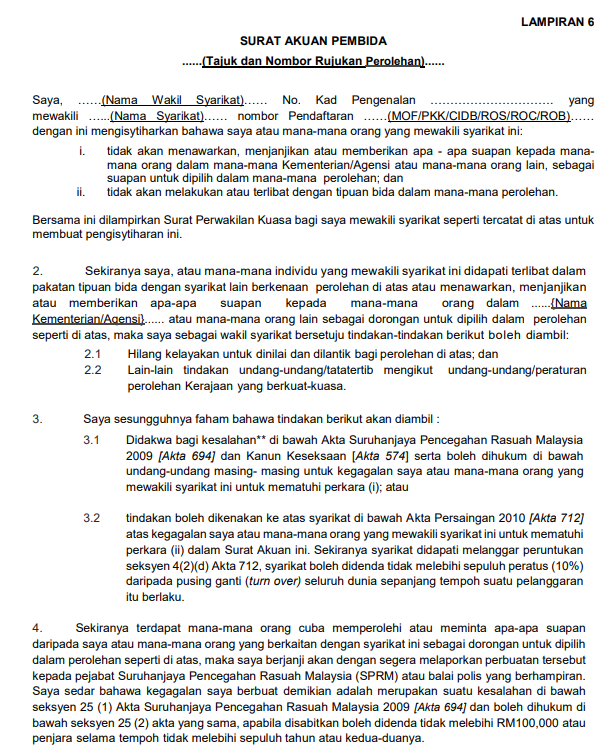 LAMPIRAN 6
SURAT AKUAN PEMBIDA
......(Tajuk dan Nombor Rujukan Perolehan)......
Saya, ......(Nama Wakil Syarikat)...... No. Kad Pengenalan ................................ yang
mewakili ......(Nama Syarikat)...... nombor Pendaftaran ......(MOF/PKK/CIDB/ROS/ROC/ROB)......
dengan ini mengisytiharkan bahawa saya atau mana-mana orang yang mewakili syarikat ini:
i. tidak akan menawarkan, menjanjikan atau memberikan apa - apa suapan kepada mana-
mana orang dalam mana-mana Kementerian/Agensi atau mana-mana orang lain, sebagai
suapan untuk dipilih dalam mana-mana perolehan; dan
ii. tidak akan melakukan atau terlibat dengan tipuan bida dalam mana-mana perolehan.
Bersama ini dilampirkan Surat Perwakilan Kuasa bagi saya mewakili syarikat seperti tercatat di atas untuk
membuat pengisytiharan ini.
2. Sekiranya saya, atau mana-mana individu yang mewakili syarikat ini didapati terlibat dalam
pakatan tipuan bida dengan syarikat lain berkenaan perolehan di atas atau menawarkan, menjanjikan
atau memberikan apa-apa suapan kepada mana-mana orang dalam ......(Nama
Kementerian/Agensi)...... atau mana-mana orang lain sebagai dorongan untuk dipilih dalam perolehan
seperti di atas, maka saya sebagai wakil syarikat bersetuju tindakan-tindakan berikut boleh diambil:
2.1 Hilang kelayakan untuk dinilai dan dilantik bagi perolehan di atas; dan
2.2 Lain-lain tindakan undang-undang/tatatertib mengikut undang-undang/peraturan
perolehan Kerajaan yang berkuat-kuasa.
3. Saya sesungguhnya faham bahawa tindakan berikut akan diambil :
3.1 Didakwa bagi kesalahan** di bawah Akta Suruhanjaya Pencegahan Rasuah Malaysia
2009 [Akta 694] dan Kanun Keseksaan [Akta 574] serta boleh dihukum di bawah
undang-undang masing- masing untuk kegagalan saya atau mana-mana orang yang
mewakili syarikat ini untuk mematuhi perkara (i); atau
3.2 tindakan boleh dikenakan ke atas syarikat di bawah Akta Persaingan 2010 [Akta 712]
atas kegagalan saya atau mana-mana orang yang mewakili syarikat ini untuk mematuhi
perkara (ii) dalam Surat Akuan ini. Sekiranya syarikat didapati melanggar peruntukan
seksyen 4(2)(d) Akta 712, syarikat boleh didenda tidak melebihi sepuluh peratus (10%)
daripada pusing ganti (turn over) seluruh dunia sepanjang tempoh suatu pelanggaran
itu berlaku.
4. Sekiranya terdapat mana-mana orang cuba memperolehi atau meminta apa-apa suapan
daripada saya atau mana-mana orang yang berkaitan dengan syarikat ini sebagai dorongan untuk dipilih
dalam perolehan seperti di atas, maka saya berjanji akan dengan segera melaporkan perbuatan tersebut
kepada pejabat Suruhanjaya Pencegahan Rasuah Malaysia (SPRM) atau balai polis yang berhampiran.
Saya sedar bahawa kegagalan saya berbuat demikian adalah merupakan suatu kesalahan di bawah
seksyen 25 (1) Akta Suruhanjaya Pencegahan Rasuah Malaysia 2009 [Akta 694] dan boleh dihukum di
bawah seksyen 25 (2) akta yang sama, apabila disabitkan boleh didenda tidak melebihi RM100,000 atau
penjara selama tempoh tidak melebihi sepuluh tahun atau kedua-duanya.